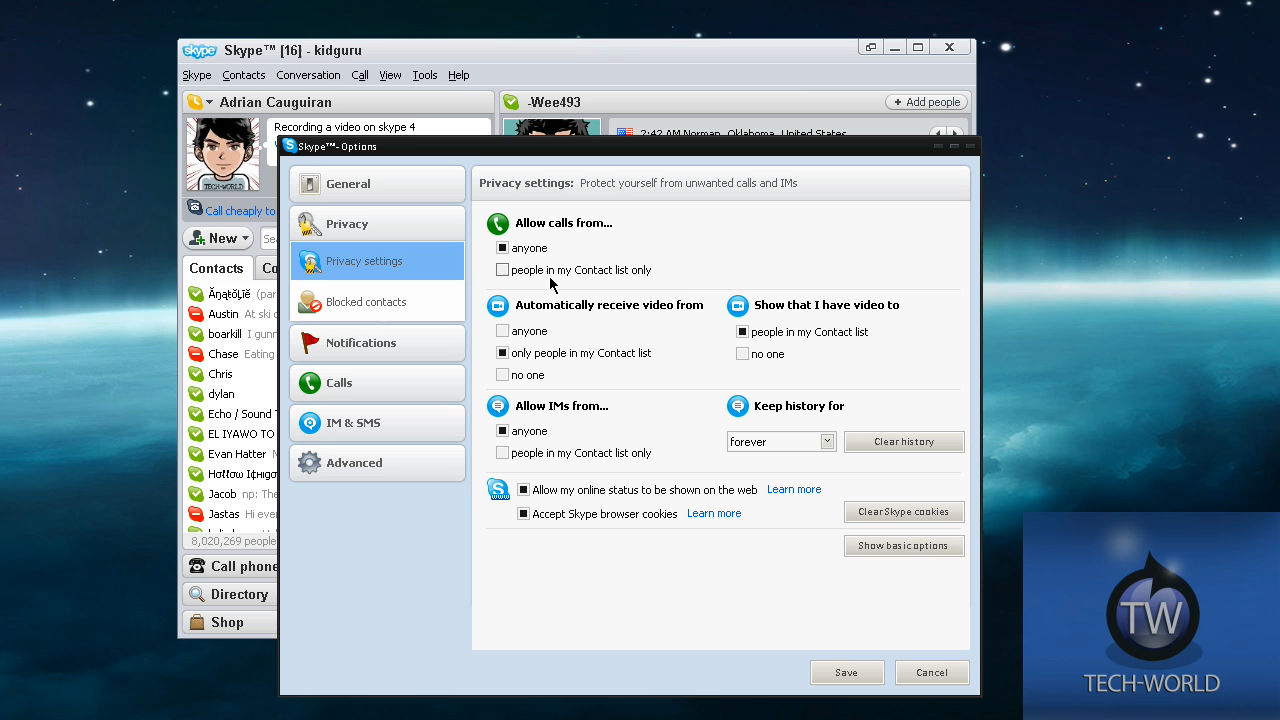 Skype™ [16] - kidguru
Skype Contacts Conversation Call View Tools Help
Adrian Cauguiran
-Wee493
Add people
Recording a video on skype 4
2:42 AM Norman, Oklahoma, United States
TECH-WORLD
Call cheaply to
New
Sea
Contacts
Co
Austin At ski
boarkill I gunn
Chase Eating
Chris
dylan
Echo / Sound T
EL IYAWO TO
Evan Hatter
Jacob np: The
Jastas Hi ever
8,020,269 people
Call phone
Directory
Shop
Skype™- Options
General
Privacy
Privacy settings
Blocked contacts
Notifications
Calls
IM & SMS
Advanced
Privacy settings: Protect yourself from unwanted calls and IMs
Allow calls from...
anyone
people in my Contact list only
Automatically receive video from
anyone
only people in my Contact list
no one
Show that I have video to
people in my Contact list
no one
Allow IMs from...
anyone
people in my Contact list only
Keep history for
forever
Clear history
Allow my online status to be shown on the web Learn more
Accept Skype browser cookies Learn more
Clear Skype cookies
Show basic options
Save
Cancel
TW
TECH-WORLD